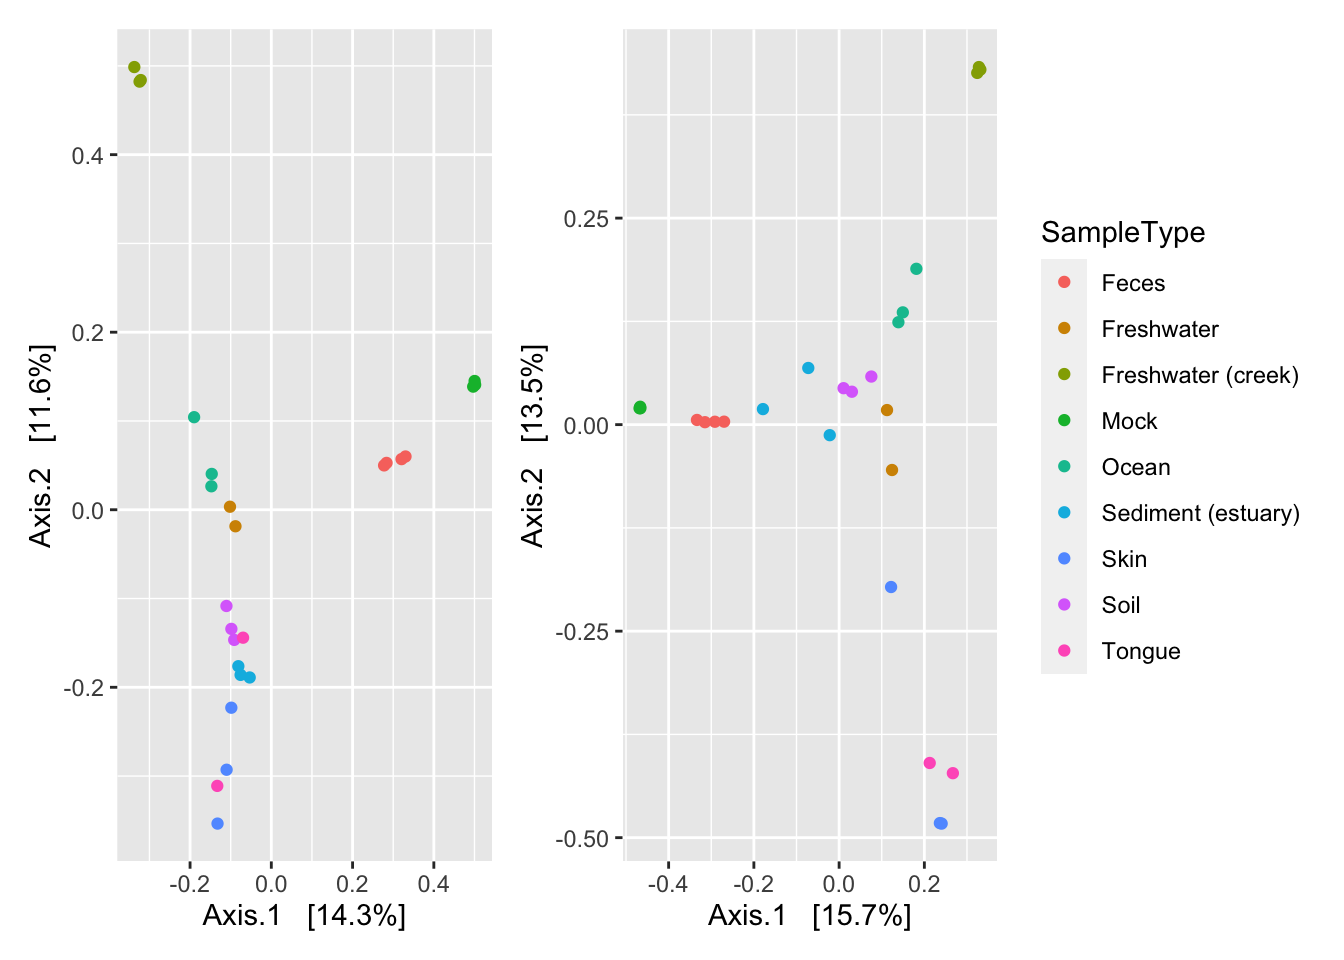 0.4
0.2
0.0
-0.2
Axis.2 [11.6%]
-0.2 0.0 0.2 0.4
Axis.1 [14.3%]
0.25
0.00
-0.25
-0.50
Axis.2 [13.5%]
-0.4 -0.2 0.0 0.2
Axis.1 [15.7%]
SampleType
Feces
Freshwater
Freshwater (creek)
Mock
Ocean
Sediment (estuary)
Skin
Soil
Tongue